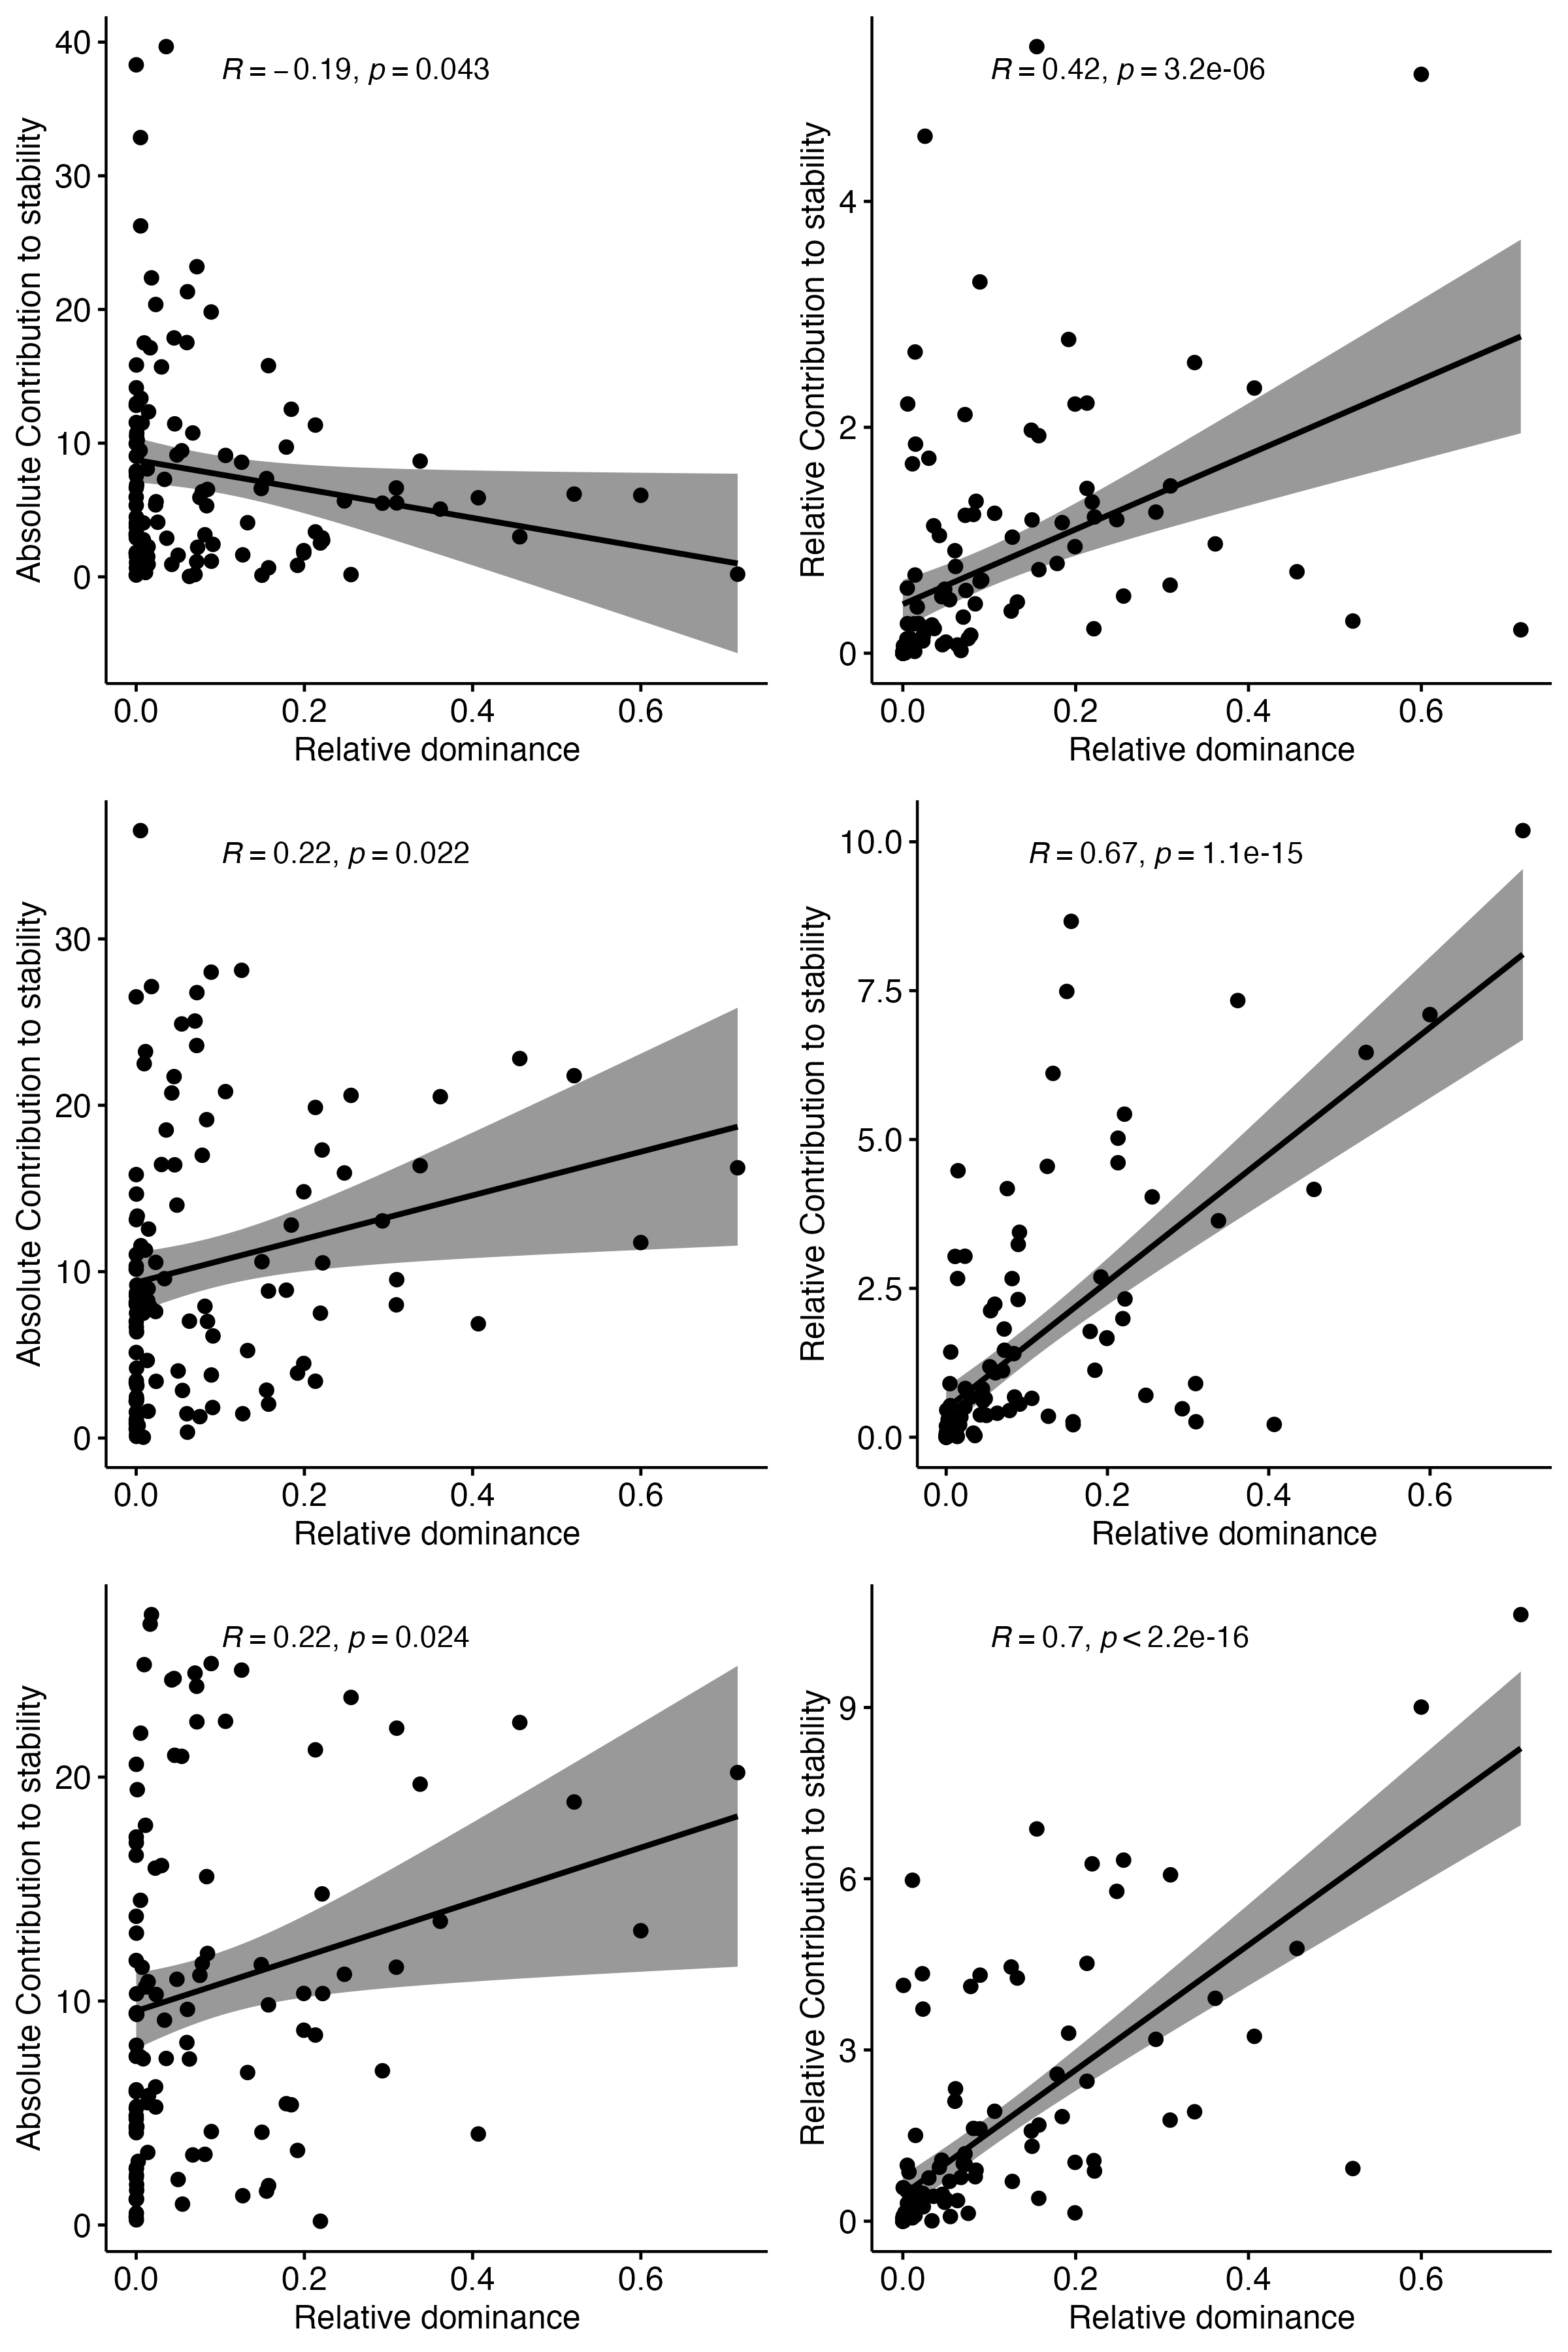 R = −0.19, p = 0.043
Absolute Contribution to stability
40
30
20
10
0
0.0 0.2 0.4 0.6
Relative dominance
R = 0.42, p = 3.2e-06
Relative Contribution to stability
4
2
0
0.0 0.2 0.4 0.6
Relative dominance
R = 0.22, p = 0.022
Absolute Contribution to stability
30
20
10
0
0.0 0.2 0.4 0.6
Relative dominance
R = 0.67, p = 1.1e-15
Relative Contribution to stability
10.0
7.5
5.0
2.5
0.0
0.0 0.2 0.4 0.6
Relative dominance
R = 0.22, p = 0.024
Absolute Contribution to stability
20
10
0
0.0 0.2 0.4 0.6
Relative dominance
R = 0.7, p < 2.2e-16
Relative Contribution to stability
9
6
3
0
0.0 0.2 0.4 0.6
Relative dominance